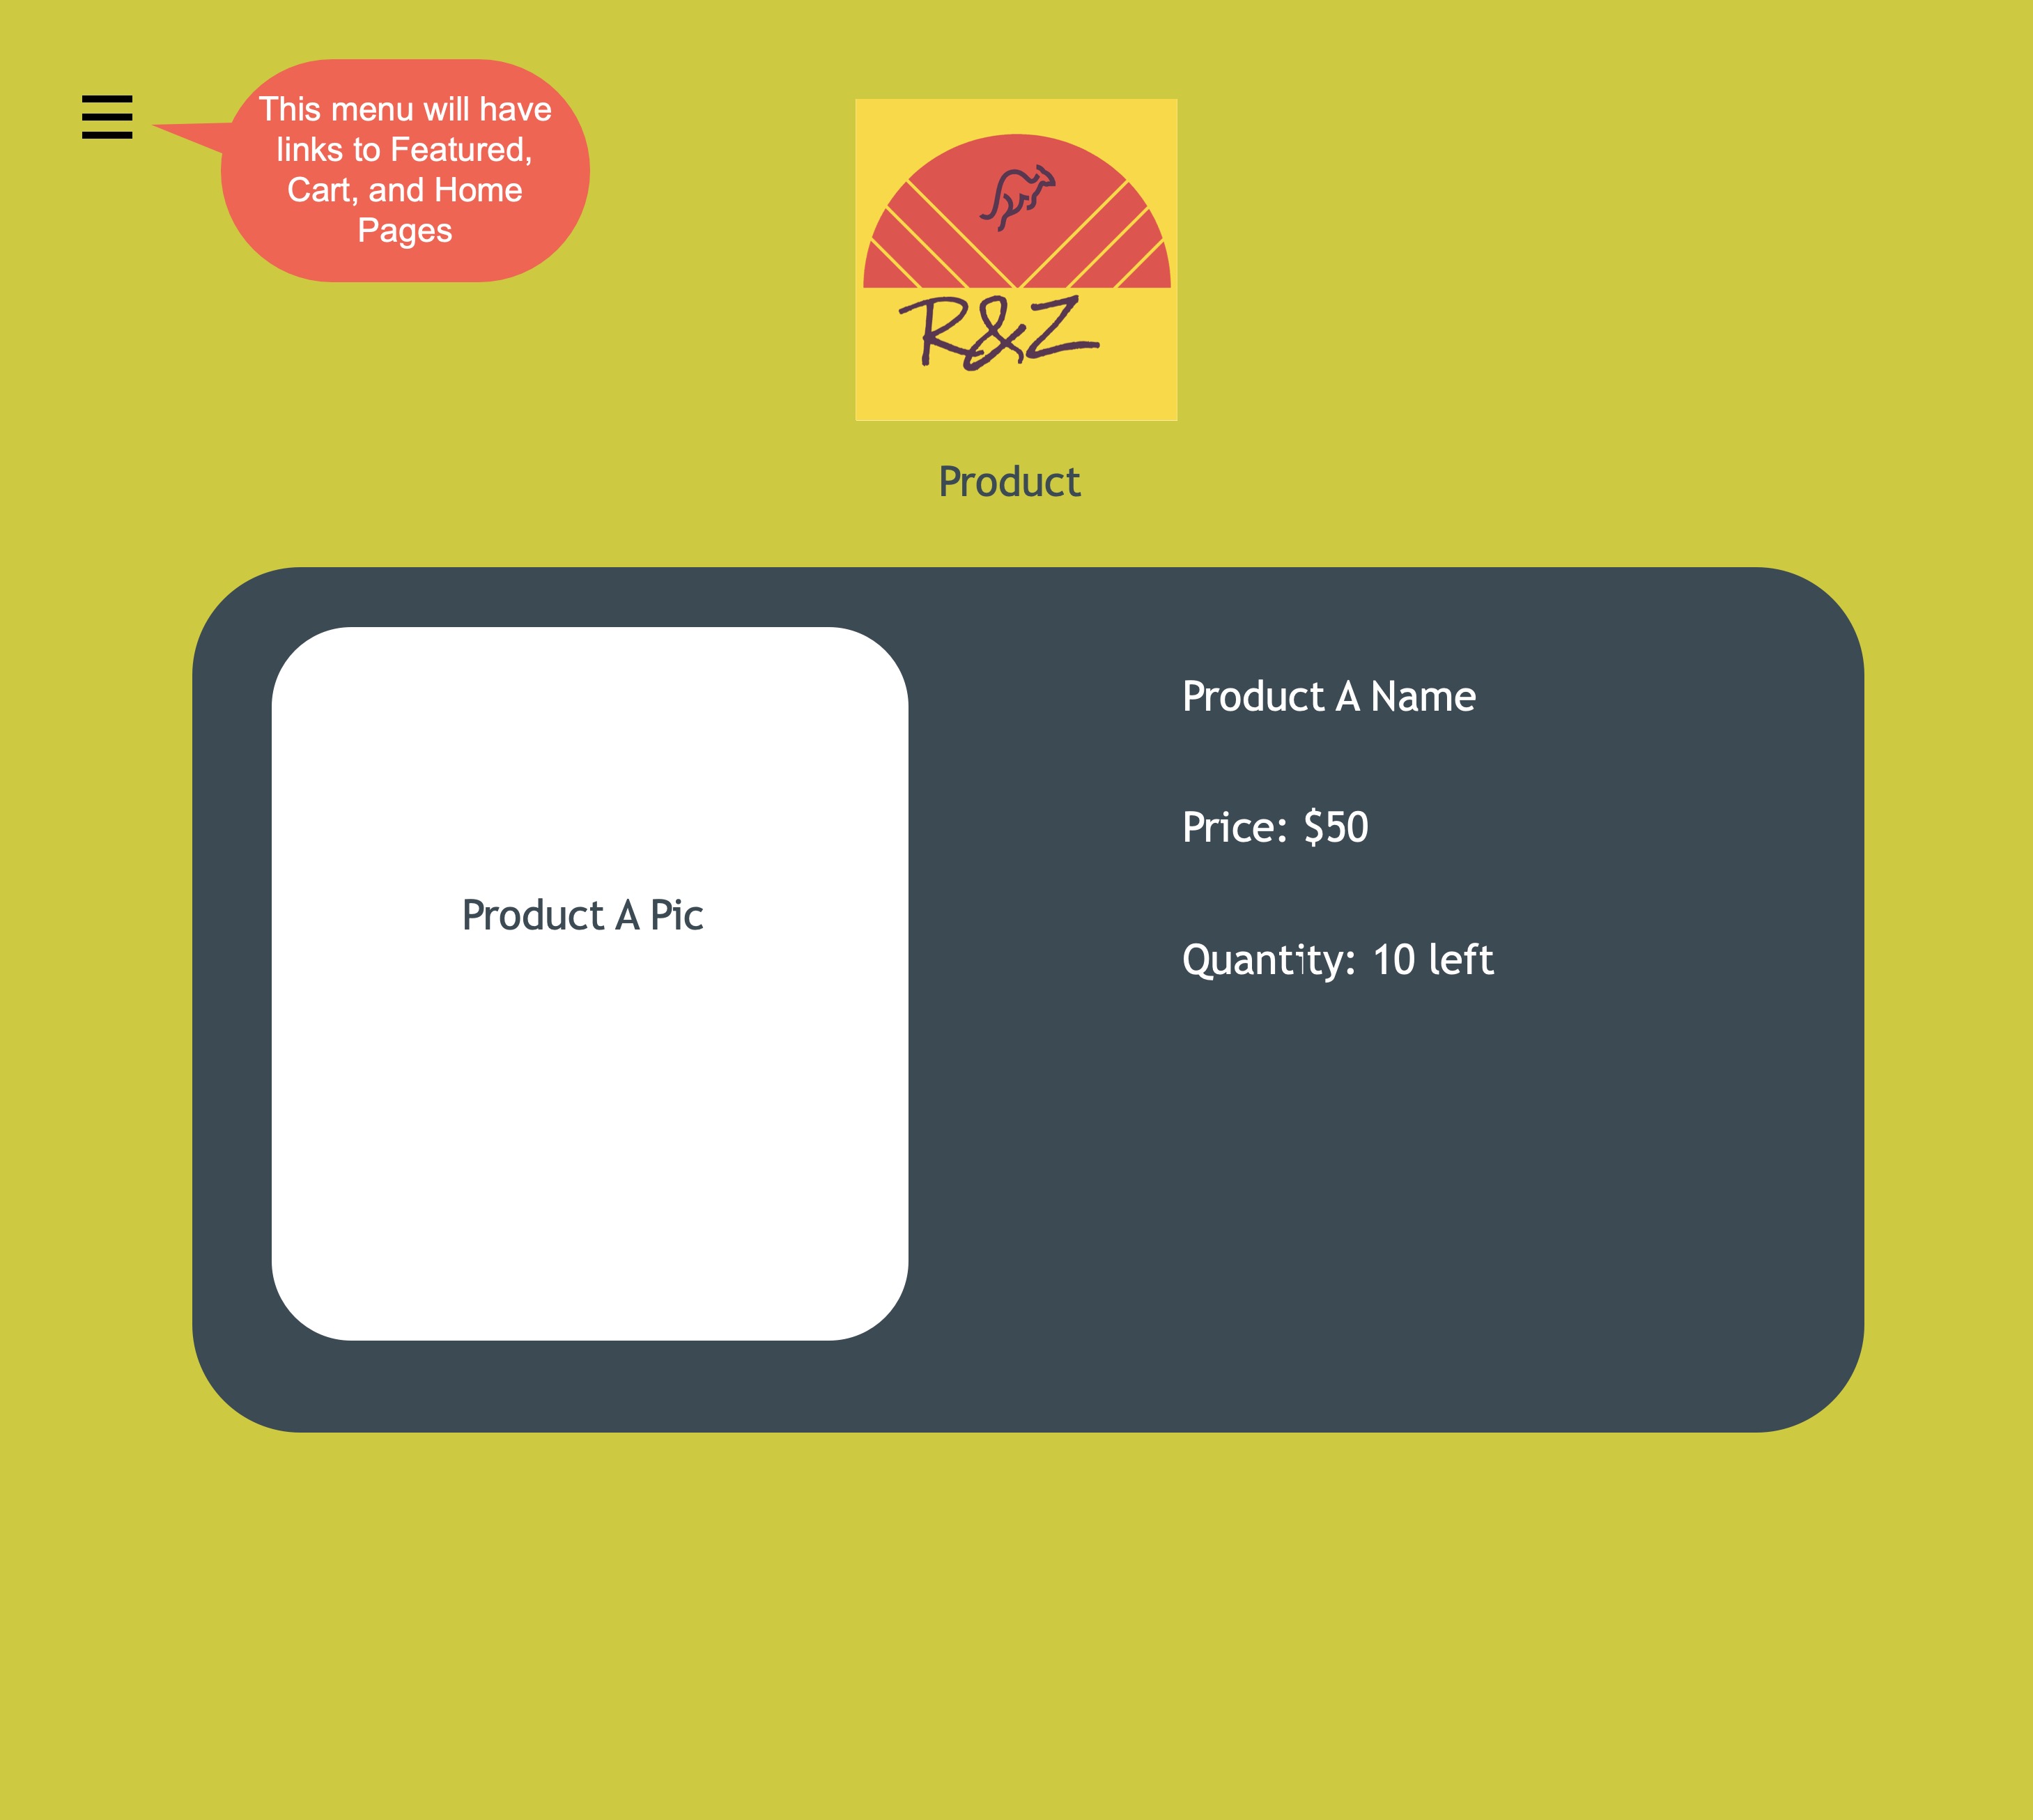 This menu will have
links to Featured,
Cart, and Home
Pages
R&Z
Product
Product A Pic
Product A Name
Price: $50
Quantity: 10 left